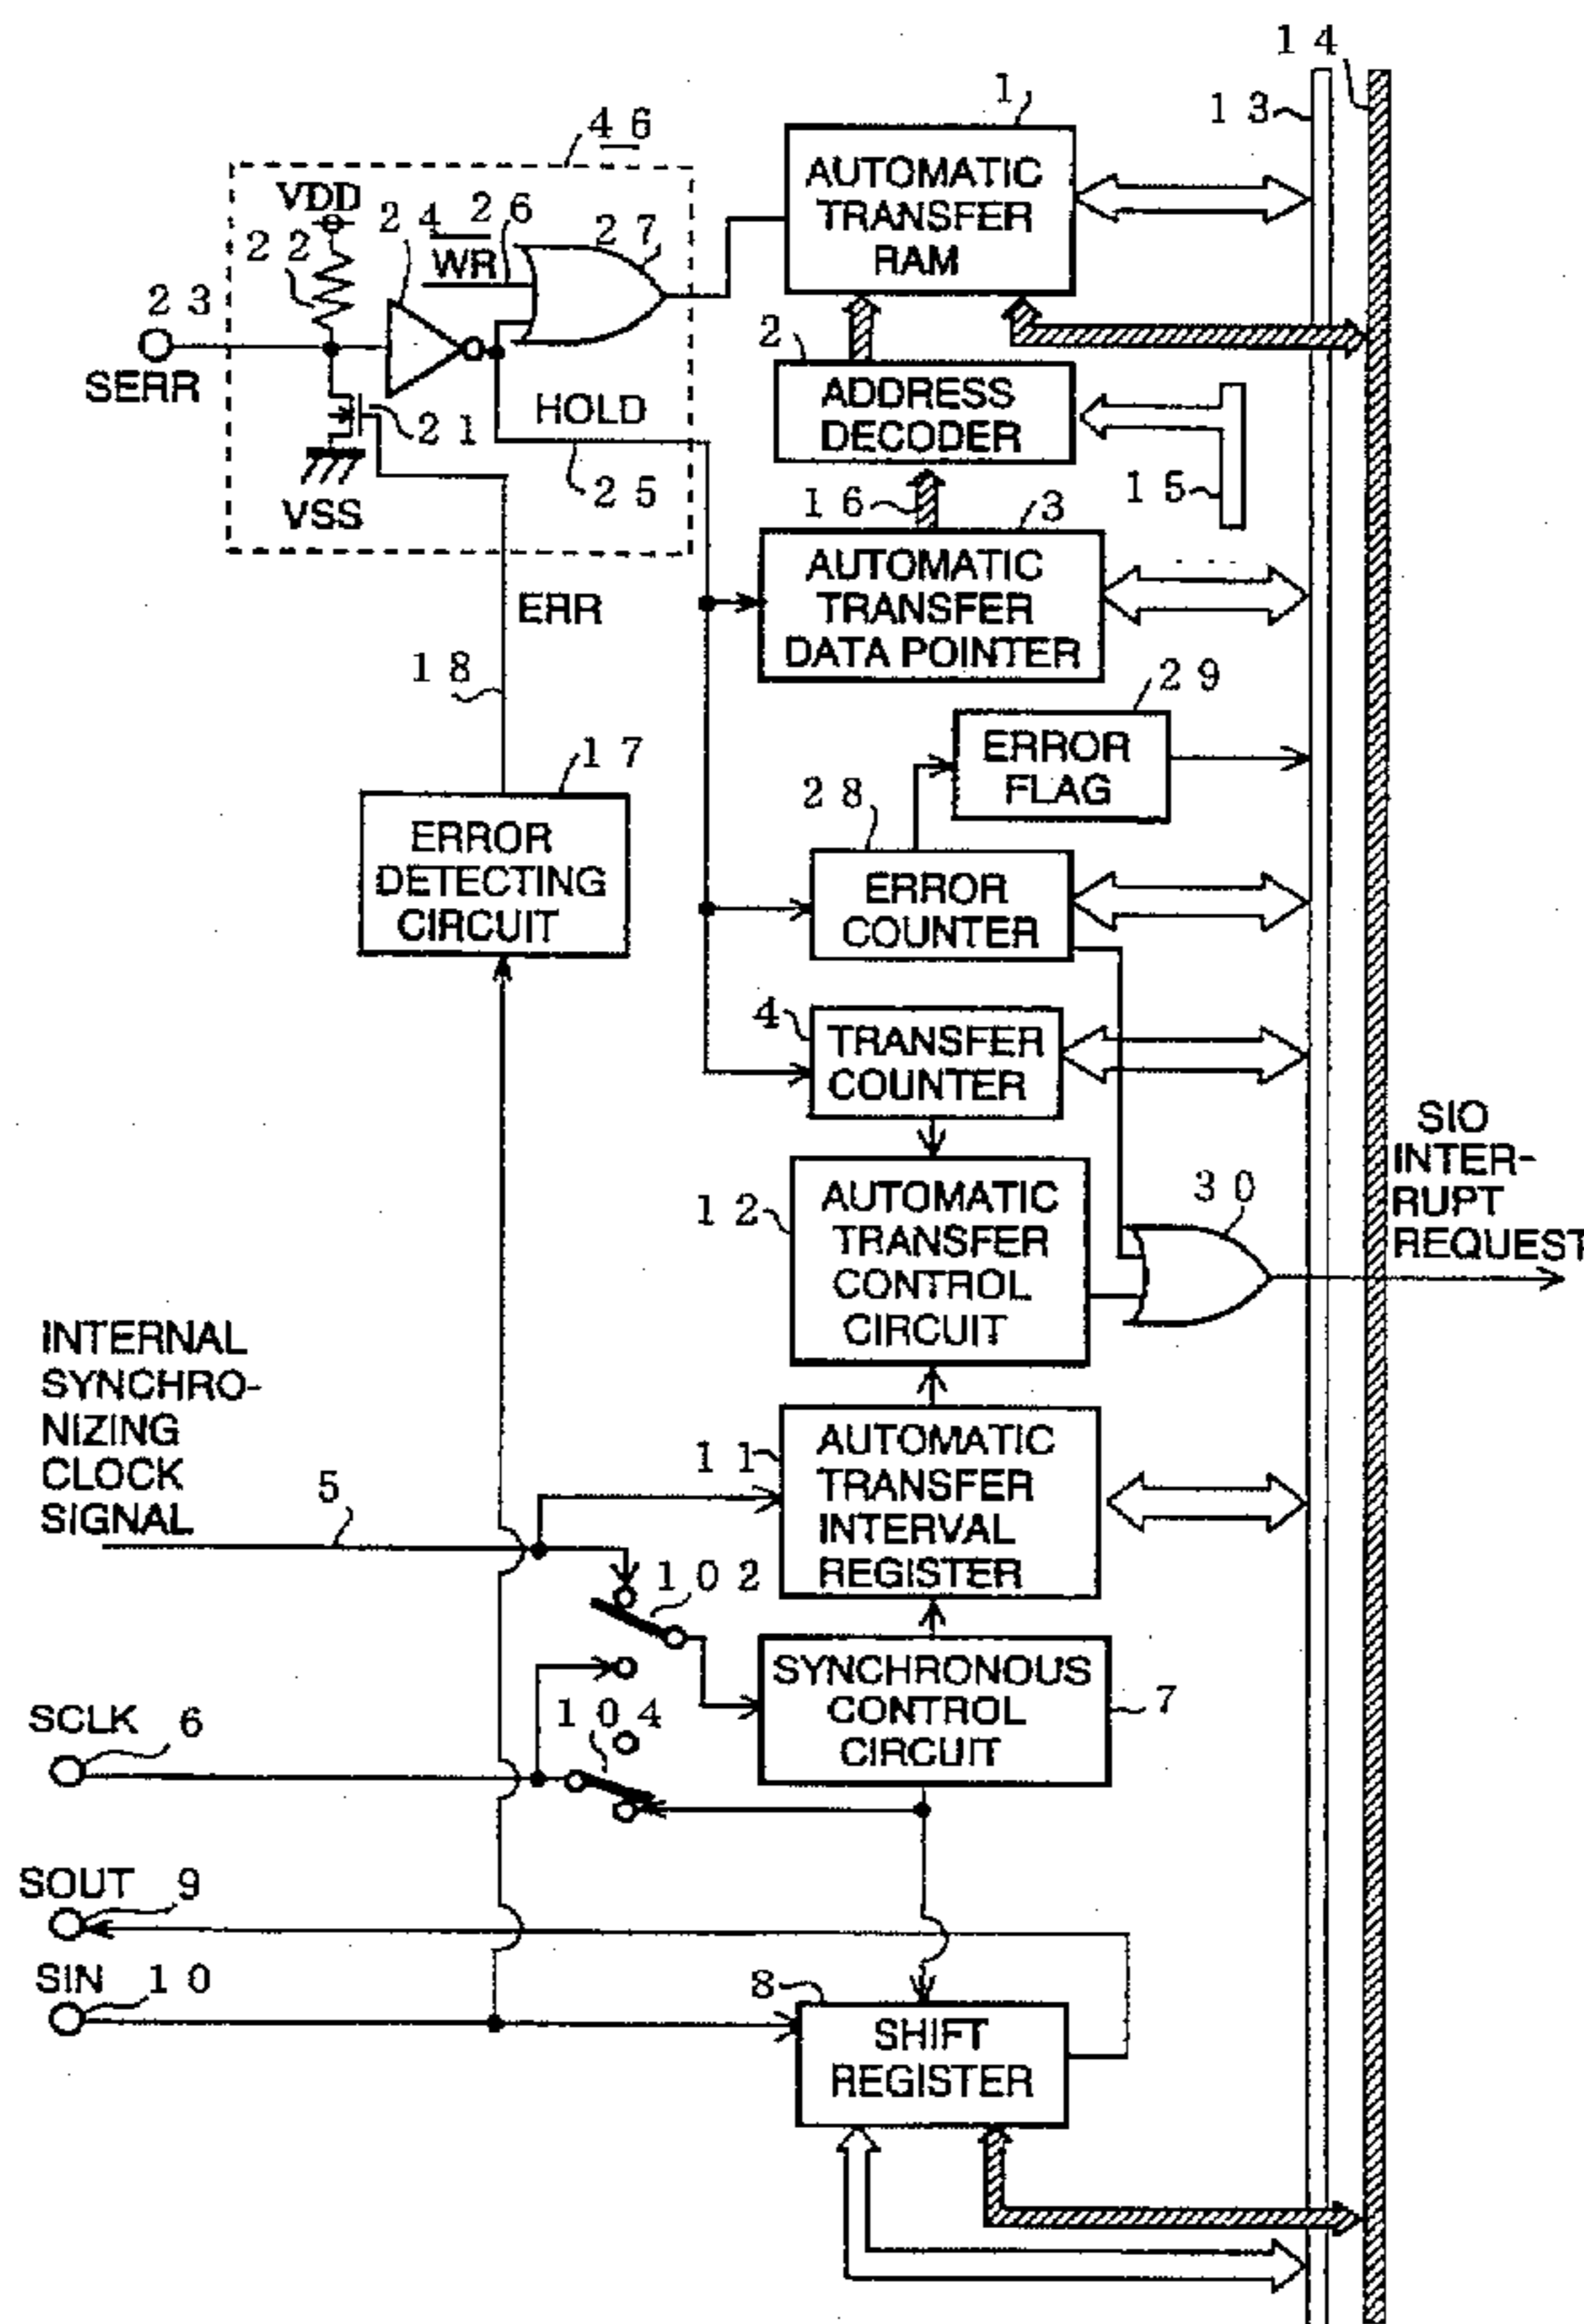 1 4
1
1 3
4 6
AUTOMATIC
TRANSFER
RAM
VDD
2 2
2 4
2 6
WR
2 7
2 3
SERR
2
ADDRESS
DECODER
HOLD
2 1
VSS
2 5
1 5
1 6
3
AUTOMATIC
TRANSFER
DATA POINTER
ERR
1 8
2 9
ERROR
FLAG
1 7
ERROR
DETECTING
CIRCUIT
2 8
ERROR
COUNTER
4
TRANSFER
COUNTER
SIO
INTER-
RUPT
REQUEST
1 2
AUTOMATIC
TRANSFER
CONTROL
CIRCUIT
3 0
INTERNAL
SYNCHRO-
NIZING
CLOCK
SIGNAL
5
1 1
AUTOMATIC
TRANSFER
INTERVAL
REGISTER
1 0 2
SYNCHRONOUS
CONTROL
CIRCUIT
7
SCLK 6
1 0 4
SOUT 9
SIN 1 0
8
SHIFT
REGISTER